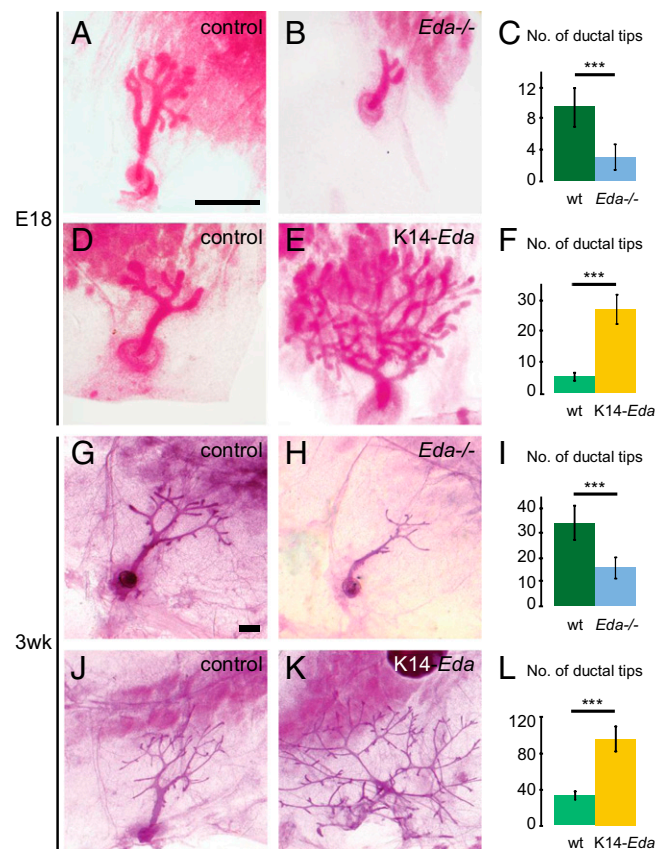 A control
B Eda-/-
C No. of ductal tips
***
12
8
4
0
wt Eda-/-
E18
D control
E K14-Eda
F No. of ductal tips
***
30
20
10
0
wt K14-Eda
G control
H Eda-/-
I No. of ductal tips
***
40
30
20
10
0
wt Eda-/-
3wk
J control
K K14-Eda
L No. of ductal tips
***
120
80
40
0
wt K14-Eda